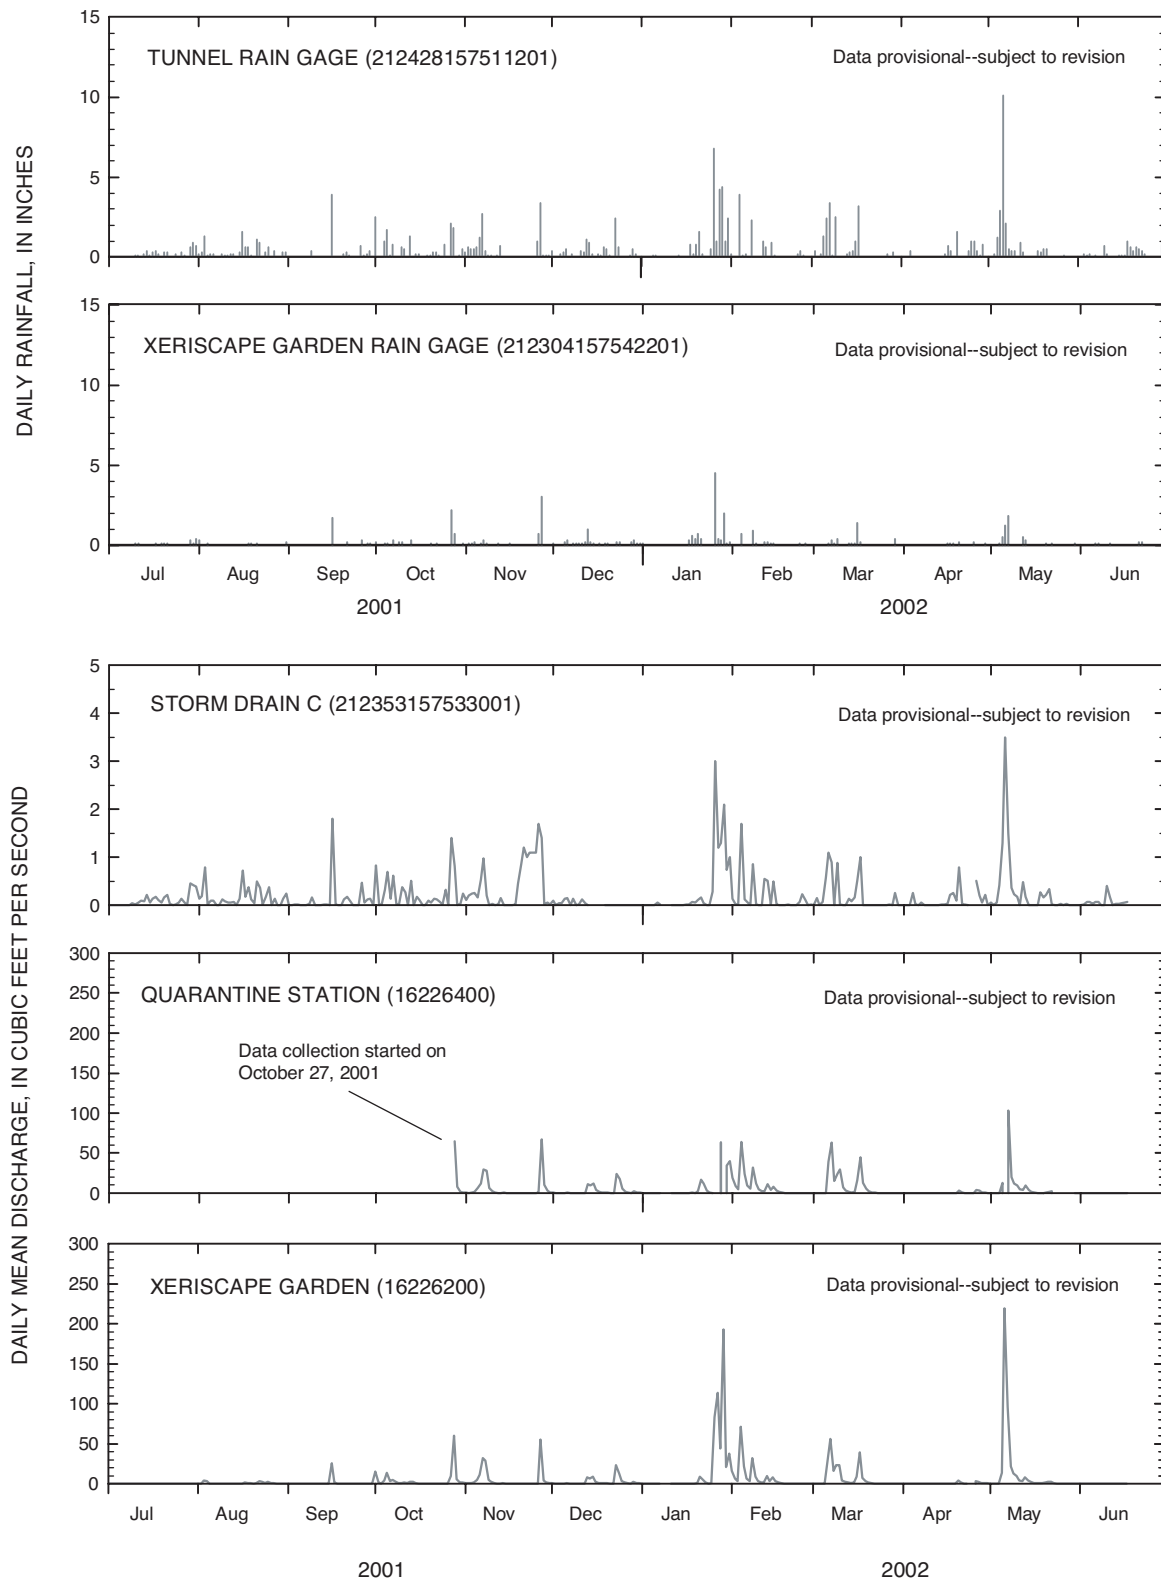 DAILY RAINFALL, IN INCHES
15
10
5
0
TUNNEL RAIN GAGE (212428157511201)
Data provisional--subject to revision
15
10
5
0
XERISCAPE GARDEN RAIN GAGE (212304157542201)
Data provisional--subject to revision
Jul Aug Sep Oct Nov Dec Jan Feb Mar Apr May Jun
2001 2002
DAILY MEAN DISCHARGE, IN CUBIC FEET PER SECOND
5
4
3
2
1
0
STORM DRAIN C (212353157533001)
Data provisional--subject to revision
300
250
200
150
100
50
0
QUARANTINE STATION (16226400)
Data provisional--subject to revision
Data collection started on
October 27, 2001
300
250
200
150
100
50
0
XERISCAPE GARDEN (16226200)
Data provisional--subject to revision
Jul Aug Sep Oct Nov Dec Jan Feb Mar Apr May Jun
2001 2002